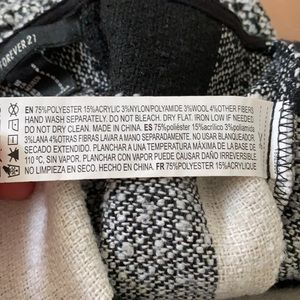 FOREVER 21
EN 75%POLYESTER 15%ACRYLIC 3%NYLON/POLYAMIDE 3%WOOL 4%OTHER FIBER)
HAND WASH SEPARATELY. DO NOT BLEACH. DRY FLAT. IRON LOW IF NEEDED
DO NOT DRY CLEAN. MADE IN CHINA. ES 75%poliéster 15%acrílico 3%poliamida
3%LANA 4%OTRAS FIBRAS LAVAR A MANO SEPARADAMENTE. NO USAR BLANQUEADOR.
SECADO EXTENDIDO. PLANCHAR A UNA TEMPERATURA MÁXIMA DE LA BASE DE
110 ºC, SIN VAPOR. PLANCHAR CON VAPOR PUEDE CAUSAR DAÑO IRREVERSIBLE.
NO LIMPIEZA EN SECO. HECHO EN CHINA. FR 75%POLYESTER 15%ACRYLIQUE